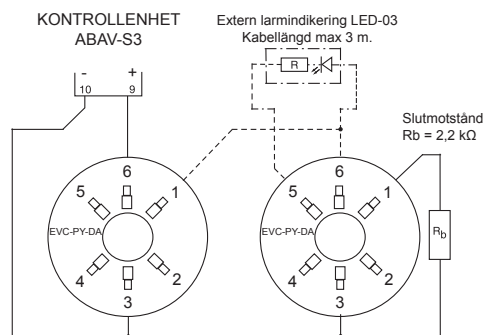 KONTROLLENHET
ABAV-S3
- +
10 9
Extern larmindikering LED-03
Kabellängd max 3 m.
R
Slutmotstånd
Rb = 2,2 kΩ
6
5 1
EVC-PY-DA
4 2
3
6
5 1
EVC-PY-DA
4 2
3
Rb